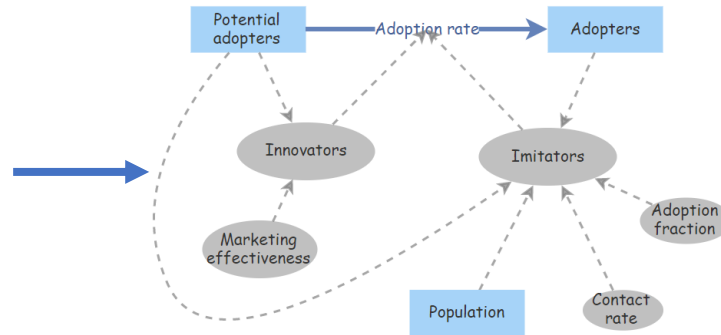 Potential
adopters
Adoption rate
Adopters
Innovators
Imitators
Marketing
effectiveness
Adoption
fraction
Population
Contact
rate